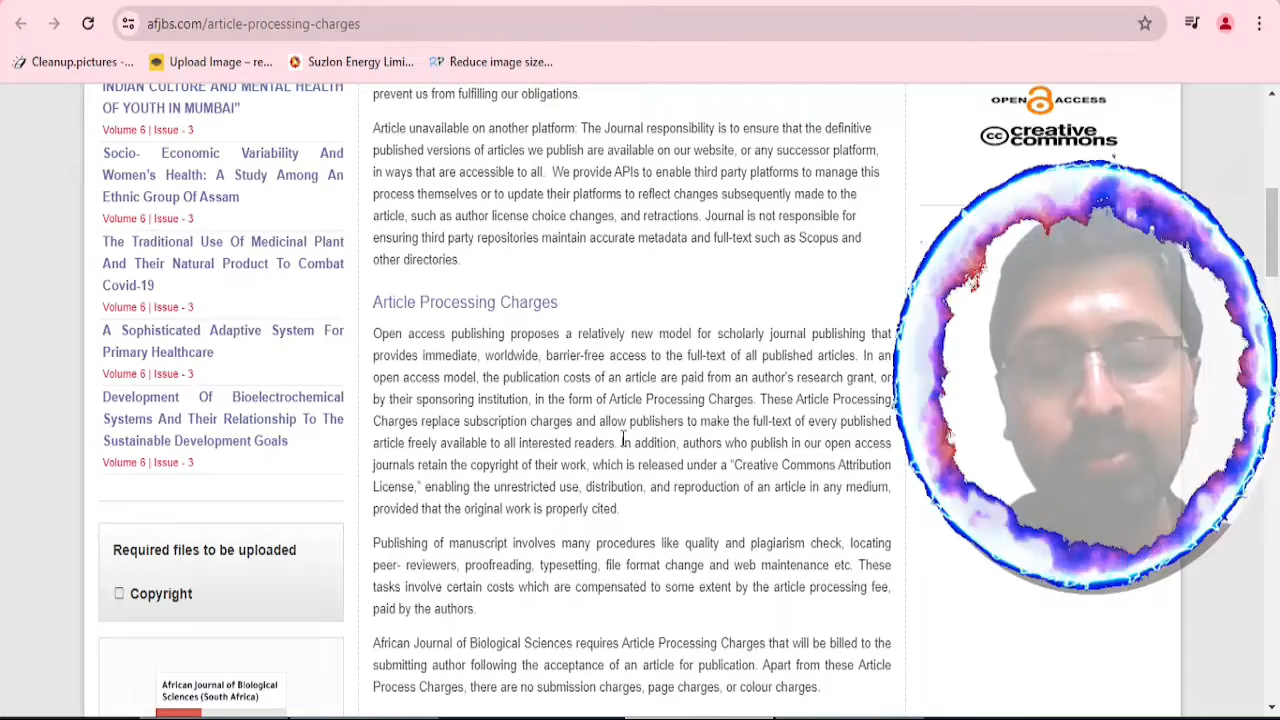 afjbs.com/article-processing-charges
Cleanup.pictures -...
Upload Image – re...
Suzlon Energy Limi...
Reduce image size...
INDIAN CULTURE AND MENTAL HEALTH
OF YOUTH IN MUMBAI”
Volume 6 | Issue - 3
Socio- Economic Variability And
Women’s Health: A Study Among An
Ethnic Group Of Assam
Volume 6 | Issue - 3
The Traditional Use Of Medicinal Plant
And Their Natural Product To Combat
Covid-19
Volume 6 | Issue - 3
A Sophisticated Adaptive System For
Primary Healthcare
Volume 6 | Issue - 3
Development Of Bioelectrochemical
Systems And Their Relationship To The
Sustainable Development Goals
Volume 6 | Issue - 3
Required files to be uploaded
Copyright
African Journal of Biological
Sciences (South Africa)
prevent us from fulfilling our obligations.
Article unavailable on another platform: The Journal responsibility is to ensure that the definitive
published versions of articles we publish are available on our website, or any successor platform,
in ways that are accessible to all. We provide APIs to enable third party platforms to manage this
process themselves or to update their platforms to reflect changes subsequently made to the
article, such as author license choice changes, and retractions. Journal is not responsible for
ensuring third party repositories maintain accurate metadata and full-text such as Scopus and
other directories.
Article Processing Charges
Open access publishing proposes a relatively new model for scholarly journal publishing that
provides immediate, worldwide, barrier-free access to the full-text of all published articles. In an
open access model, the publication costs of an article are paid from an author’s research grant, or
by their sponsoring institution, in the form of Article Processing Charges. These Article Processing
Charges replace subscription charges and allow publishers to make the full-text of every published
article freely available to all interested readers. In addition, authors who publish in our open access
journals retain the copyright of their work, which is released under a “Creative Commons Attribution
License,” enabling the unrestricted use, distribution, and reproduction of an article in any medium,
provided that the original work is properly cited.
Publishing of manuscript involves many procedures like quality and plagiarism check, locating
peer- reviewers, proofreading, typesetting, file format change and web maintenance etc. These
tasks involve certain costs which are compensated to some extent by the article processing fee,
paid by the authors.
African Journal of Biological Sciences requires Article Processing Charges that will be billed to the
submitting author following the acceptance of an article for publication. Apart from these Article
Process Charges, there are no submission charges, page charges, or colour charges.
OPEN ACCESS
cc creative
commons